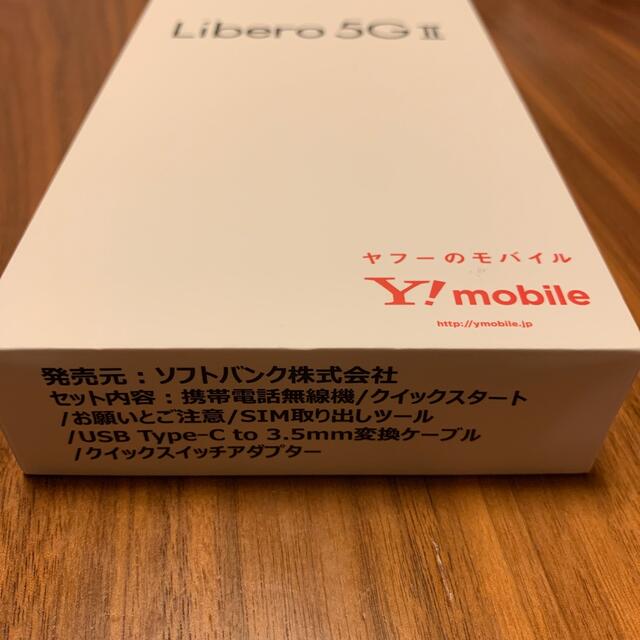 Libero 5G II
ヤフーのモバイル
Y!mobile
http://ymobile.jp
発売元：ソフトバンク株式会社
セット内容：携帯電話無線機/クイックスタート
/お願いとご注意/SIM取り出しツール
/USB Type-C to 3.5mm変換ケーブル
/クイックスイッチアダプター